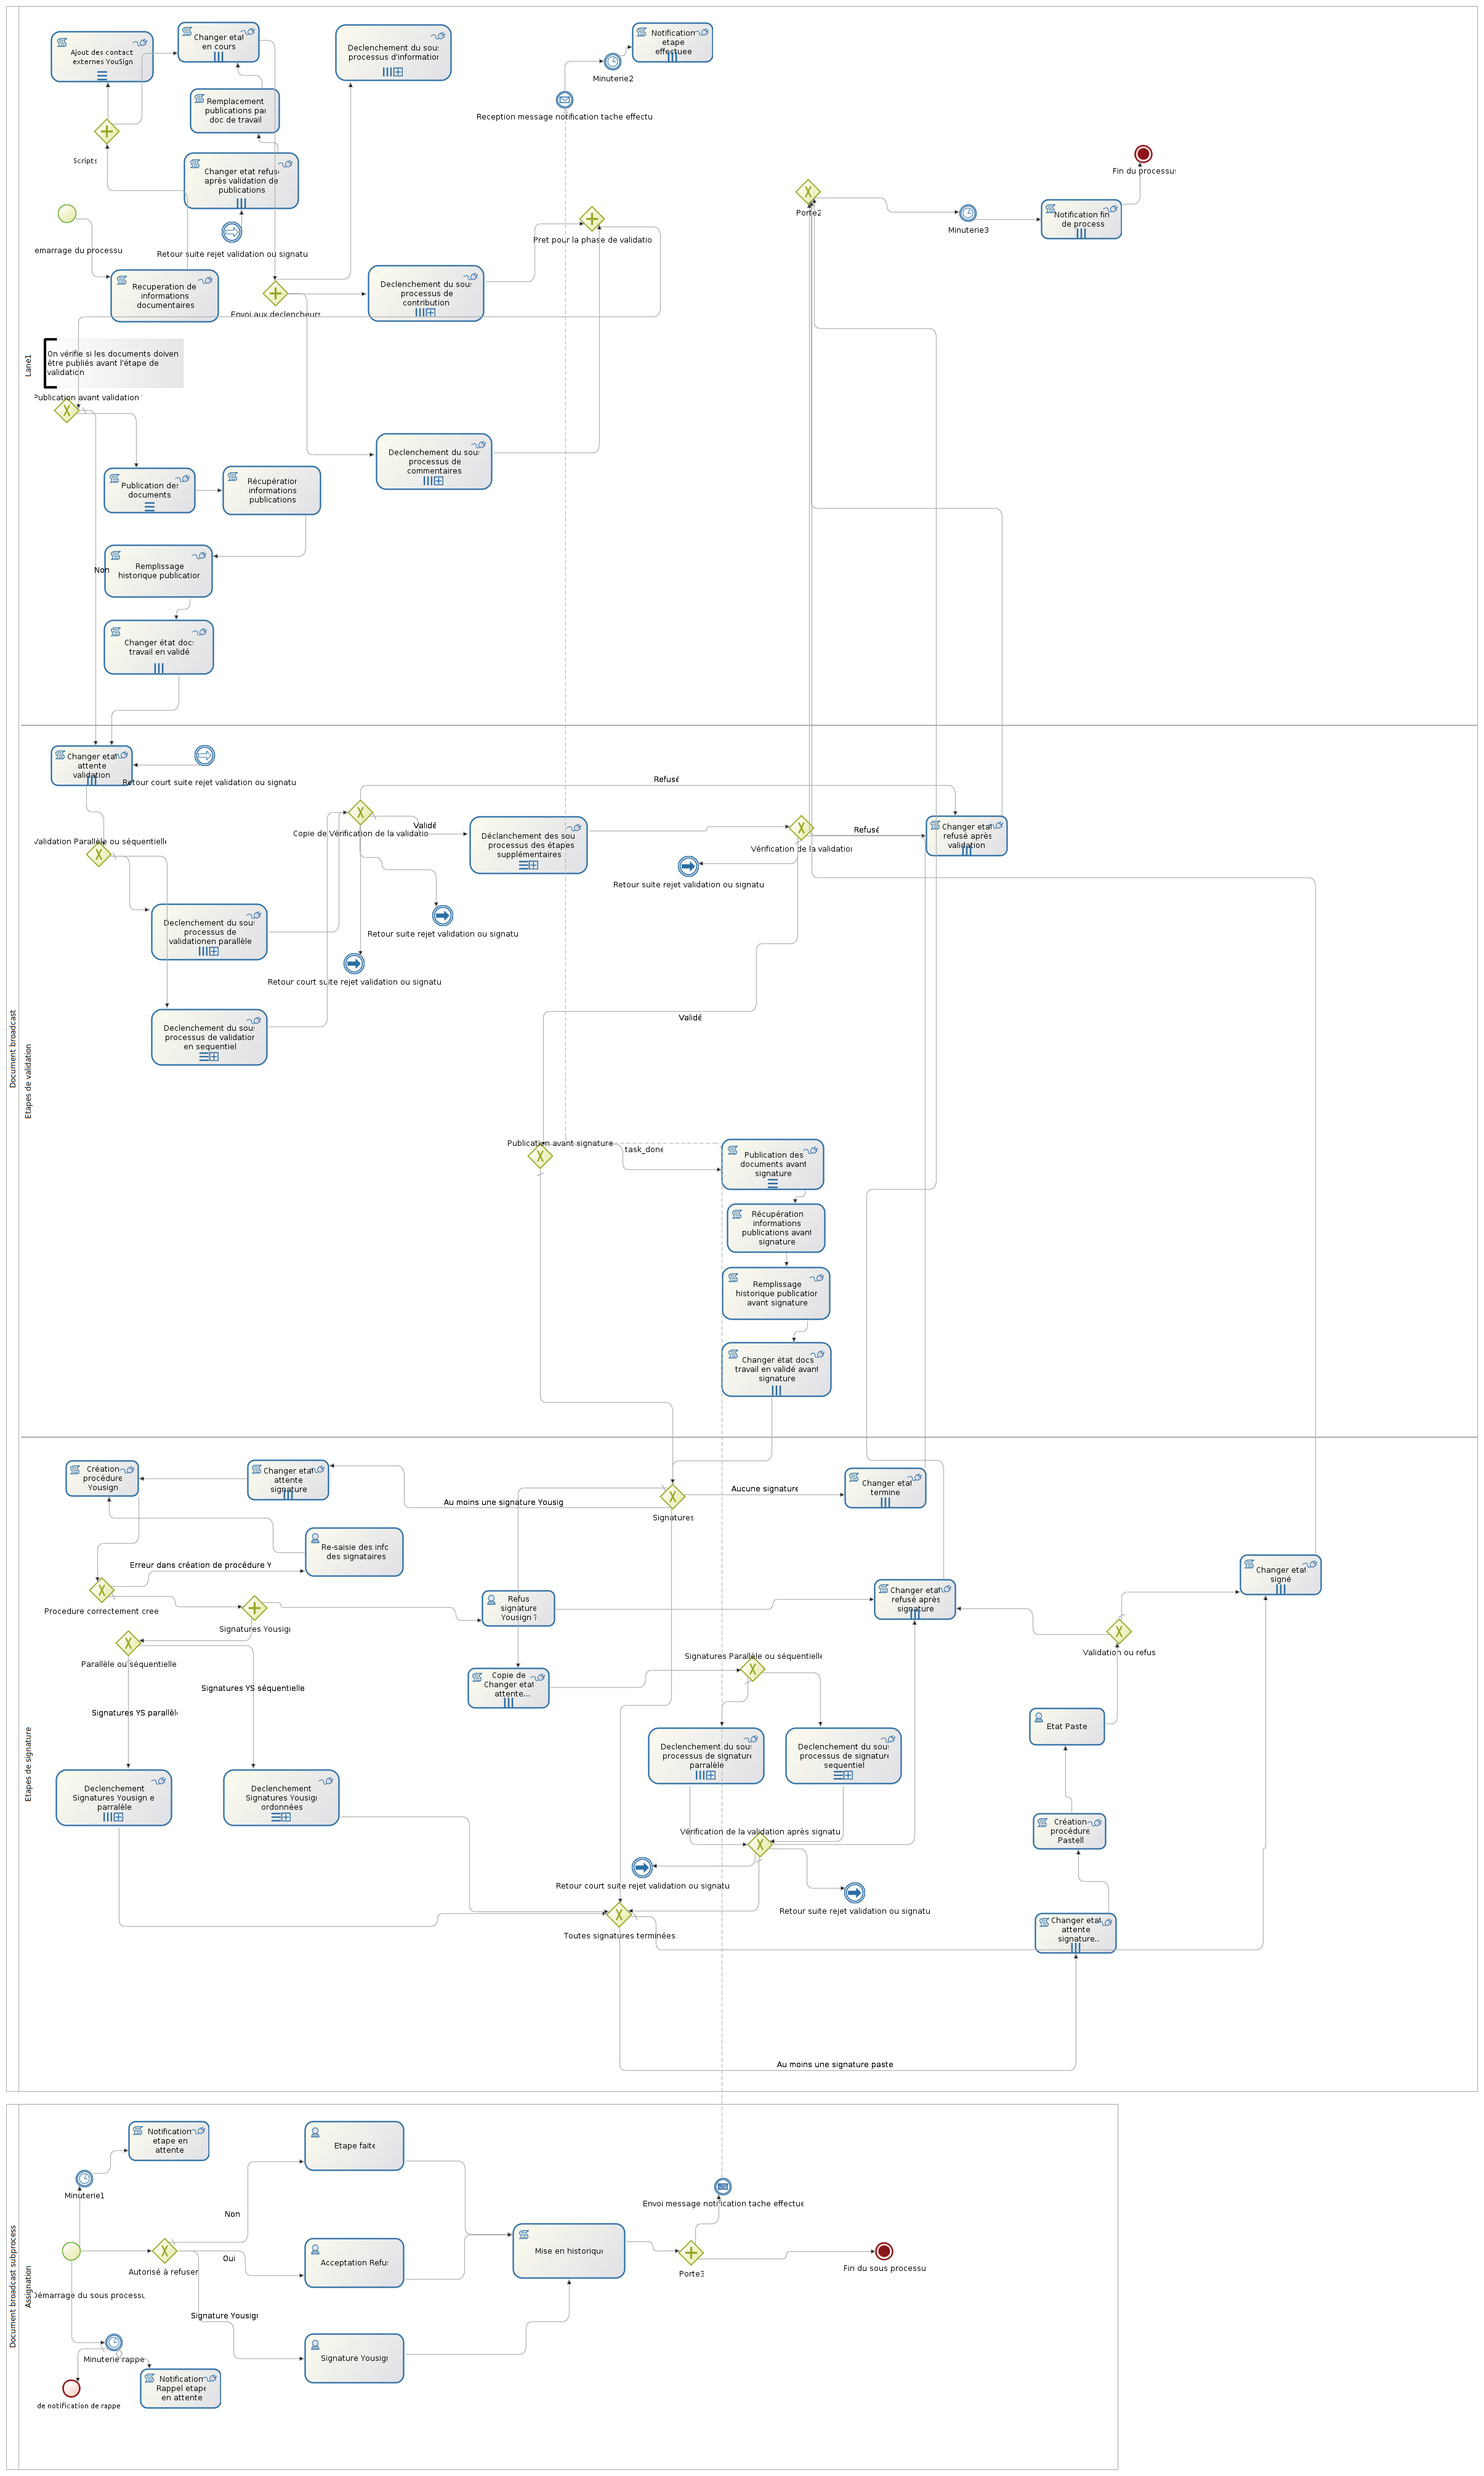 Document broadcast
Lane1
Ajout des contact
externes YouSign
Changer etat
en cours
Declenchement du sous
processus d'information
Notification
etape
effectuee
Minuterie2
Reception message notification tache effectu
Remplacement
publications par
doc de travail
Scripts
Changer etat refus
après validation de
publications
Fin du processus
Porte2
Notification fin
de process
Minuterie3
emarrage du processu
Retour suite rejet validation ou signatu
Pret pour la phase de validatio
Recuperation de
informations
documentaires
Envoi aux declencheurs
Declenchement du sous
processus de
contribution
On vérifie si les documents doiven
être publiés avant l'étape de
validation
Publication avant validation
Declenchement du sous
processus de
commentaires
Publication des
documents
Récupération
informations
publications
Non
Remplissage
historique publication
Changer état docs
travail en validé
Etapes de validation
Changer etat
attente
validation
Retour court suite rejet validation ou signatu
Refusé
Validation Parallèle ou séquentielle
Copie de Vérification de la validatio
Validé
Déclanchement des sou
processus des étapes
supplémentaires
Vérification de la validation
Refusé
Changer etat
refusé après
validation
Retour suite rejet validation ou signatu
Declenchement du sous
processus de
validationen parallèle
Retour suite rejet validation ou signatu
Retour court suite rejet validation ou signatu
Declenchement du sous
processus de validation
en sequentiel
Validé
Publication avant signature
task_done
Publication des
documents avant
signature
Récupération
informations
publications avant
signature
Remplissage
historique publication
avant signature
Changer état docs
travail en validé avant
signature
Etapes de signature
Création
procédure
Yousign
Changer etat
attente
signature
Au moins une signature Yousig
Signatures
Aucune signature
Changer etat
termine
Re-saisie des info
des signataires
Erreur dans création de procédure Y
Procedure correctement cree
Signatures Yousign
Refus
signature
Yousign ?
Changer etat
refusé après
signature
Changer etat
signé
Validation ou refus
Parallèle ou séquentielle
Signatures YS séquentielle
Signatures YS parallèle
Copie de
Changer etat
attente...
Signatures Parallèle ou séquentielle
Etat Paste
Declenchement du sous
processus de signature
parralèle
Declenchement du sous
processus de signature
sequentiel
Declenchement
Signatures Yousign e
parralèle
Declenchement
Signatures Yousign
ordonnées
Création
procédure
Pastell
Vérification de la validation après signatu
Retour court suite rejet validation ou signatu
Retour suite rejet validation ou signatu
Toutes signatures terminées
Changer etat
attente
signature..
Au moins une signature paste
Document broadcast subprocess
Assignation
Notification
etape en
attente
Minuterie1
Etape faite
Non
Envoi message notification tache effectue
Autorisé à refuser
Oui
Acceptation Refus
Mise en historique
Porte3
Fin du sous processu
Démarrage du sous processu
Signature Yousign
Signature Yousign
Minuterie rappe
Notification
Rappel etape
en attente
de notification de rappe